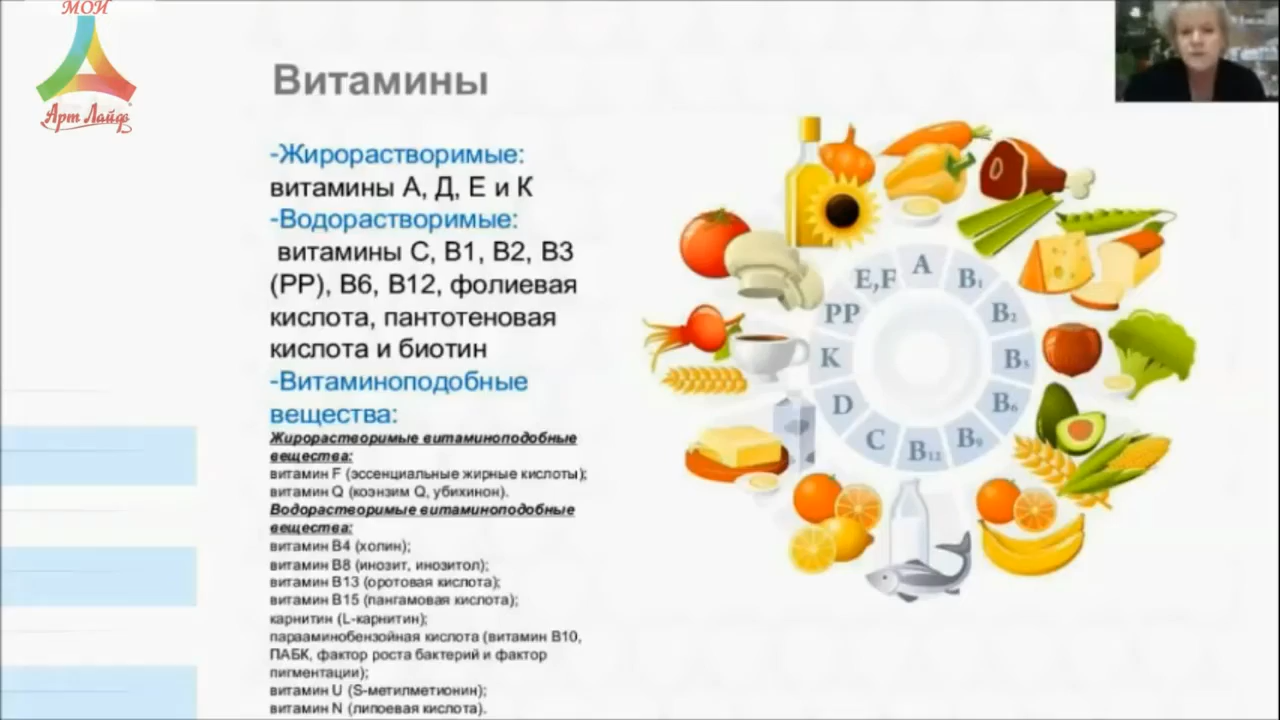 МОЙ
Арт Лайф
Витамины
-Жирорастворимые:
витамины А, Д, Е и К
-Водорастворимые:
витамины С, В1, В2, В3
(РР), В6, В12, фолиевая
кислота, пантотеновая
кислота и биотин
-Витаминоподобные
вещества:
Жирорастворимые витаминоподобные
вещества:
витамин F (эссенциальные жирные кислоты);
витамин Q (коэнзим Q, убихинон).
Водорастворимые витаминоподобные
вещества:
витамин В4 (холин);
витамин В8 (инозит, инозитол);
витамин В13 (оротовая кислота);
витамин В15 (пангамовая кислота);
карнитин (L-карнитин);
парааминобензойная кислота (витамин В10,
ПАБК, фактор роста бактерий и фактор
пигментации);
витамин U (S-метилметионин);
витамин N (липоевая кислота).
A
B1
B2
B5
B6
B9
B12
C
D
K
PP
E,F